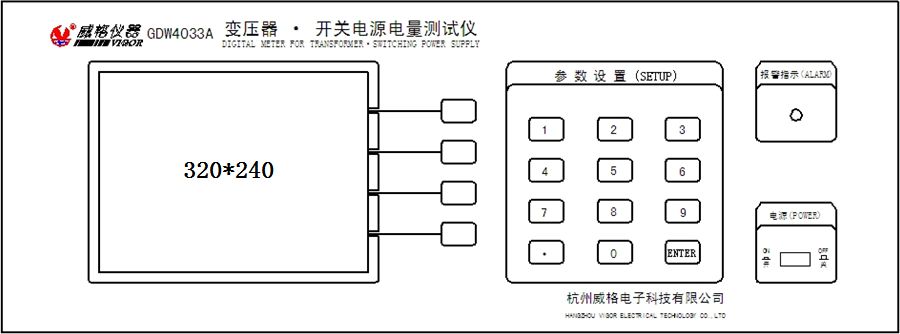 威格仪器 VIGOR GDW4033A 变压器 · 开关电源电量测试仪
DIGITAL METER FOR TRANSFORMER·SWITCHING POWER SUPPLY
320*240
参数设置(SETUP)
1 2 3
4 5 6
7 8 9
· 0 ENTER
报警指示(ALARM)
电源(POWER)
ON OFF
开 关
杭州威格电子科技有限公司
HANGZHOU VIGOR ELECTRICAL TECHNOLOGY CO.,LTD